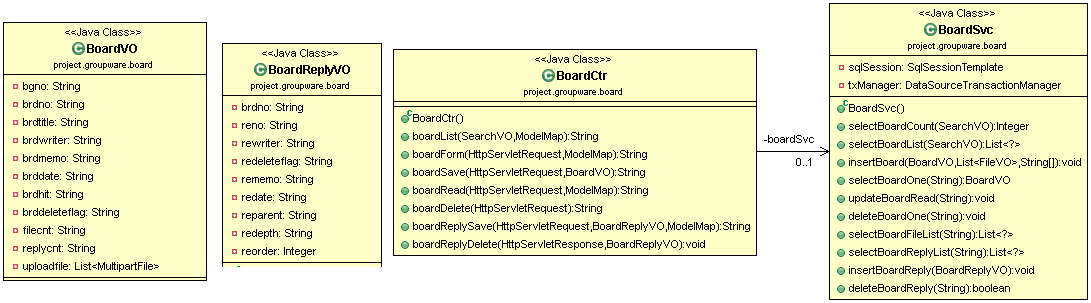 <<Java Class>>
BoardVO
project.groupware.board
bgno: String
brdno: String
brdtitle: String
brdwriter: String
brdmemo: String
brddate: String
brdhit: String
brddeleteflag: String
filecnt: String
replycnt: String
uploadfile: List<MultipartFile>
<<Java Class>>
BoardReplyVO
project.groupware.board
brdno: String
reno: String
rewriter: String
redeleteflag: String
rememo: String
redate: String
reparent: String
redepth: String
reorder: Integer
<<Java Class>>
BoardCtr
project.groupware.board
BoardCtr()
boardList(SearchVO,ModelMap):String
boardForm(HttpServletRequest,ModelMap):String
boardSave(HttpServletRequest,BoardVO):String
boardRead(HttpServletRequest,ModelMap):String
boardDelete(HttpServletRequest):String
boardReplySave(HttpServletRequest,BoardReplyVO,ModelMap):String
boardReplyDelete(HttpServletResponse,BoardReplyVO):void
-boardSvc
0..1
<<Java Class>>
BoardSvc
project.groupware.board
sqlSession: SqlSessionTemplate
txManager: DataSourceTransactionManager
BoardSvc()
selectBoardCount(SearchVO):Integer
selectBoardList(SearchVO):List<?>
insertBoard(BoardVO,List<FileVO>,String[]):void
selectBoardOne(String):BoardVO
updateBoardRead(String):void
deleteBoardOne(String):void
selectBoardFileList(String):List<?>
selectBoardReplyList(String):List<?>
insertBoardReply(BoardReplyVO):void
deleteBoardReply(String):boolean